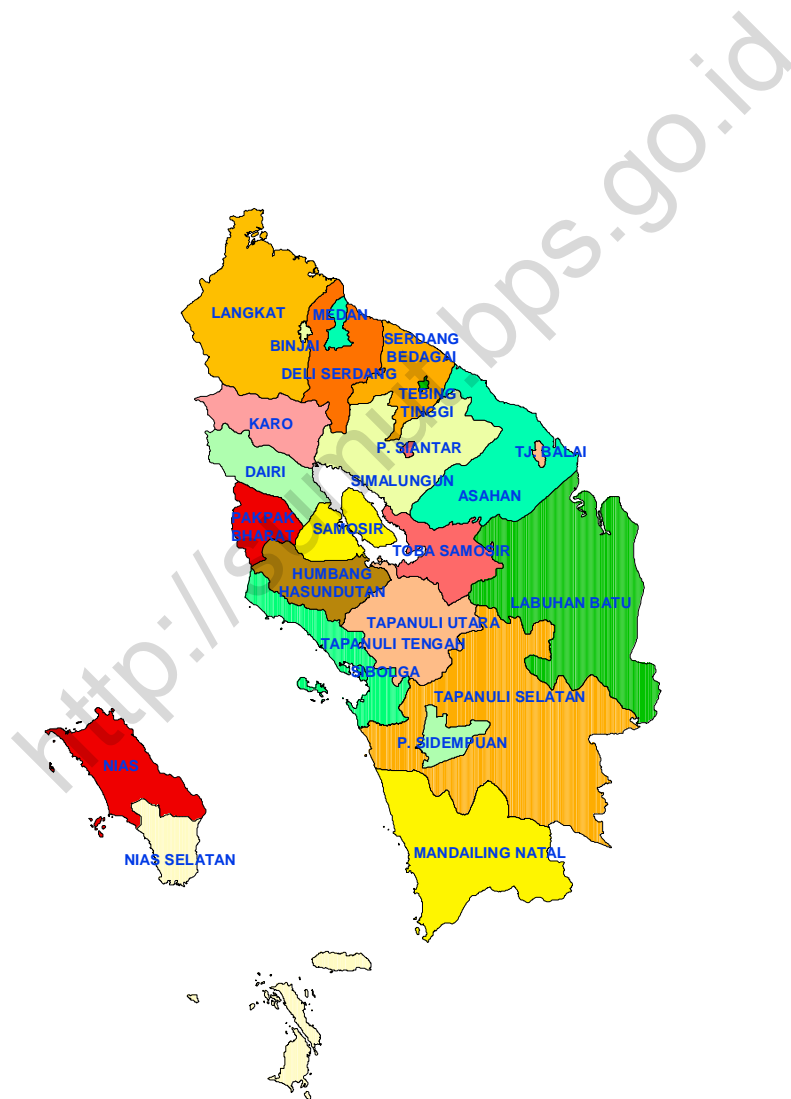 http://sumut.bps.go.id
LANGKAT
MEDAN
BINJAI
SERDANG
BEDAGAI
DELI SERDANG
TEBING
TINGGI
KARO
P. SIANTAR
TJ. BALAI
DAIRI
SIMALUNGUN
ASAHAN
PAKPAK
BHARAT
SAMOSIR
TOBA SAMOSIR
HUMBANG
HASUNDUTAN
LABUHAN BATU
TAPANULI UTARA
TAPANULI TENGAH
SIBOLGA
TAPANULI SELATAN
P. SIDEMPUAN
NIAS
MANDAILING NATAL
NIAS SELATAN